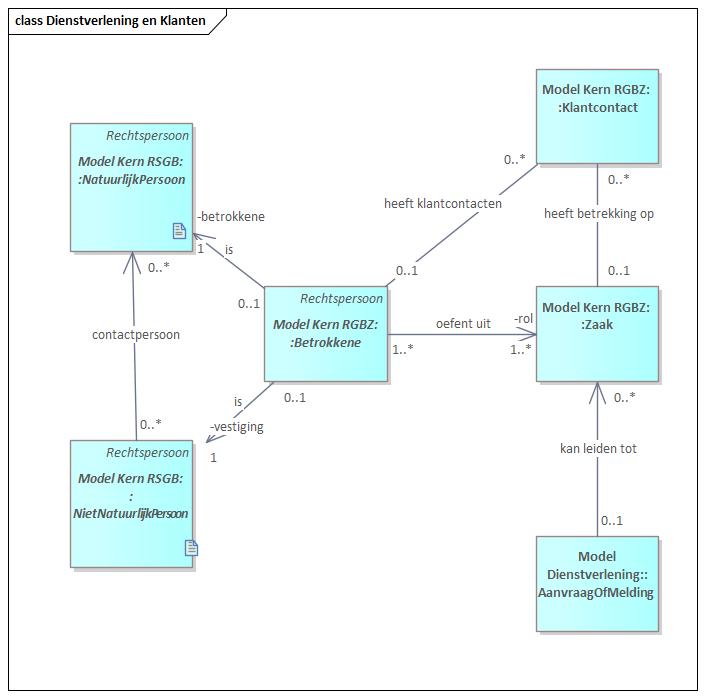 class Dienstverlening en Klanten
Model Kern RGBZ:
:Klantcontact
Rechtspersoon
Model Kern RSGB:
:NatuurlijkPersoon
0..*
0..*
heeft klantcontacten
heeft betrekking op
-betrokkene
1
is
0..*
0..1
0..1
0..1
Rechtspersoon
Model Kern RGBZ:
:Betrokkene
Model Kern RGBZ:
:Zaak
contactpersoon
oefent uit
-rol
1..*
1..*
0..1
is
-vestiging
1
0..*
0..*
Rechtspersoon
Model Kern RSGB:
:
NietNatuurlijkPersoon
kan leiden tot
0..1
Model
Dienstverlening::
AanvraagOfMelding